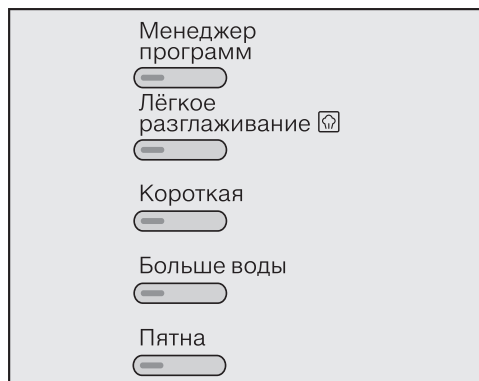 Менеджер
программ
Лёгкое
разглаживание
Короткая
Больше воды
Пятна